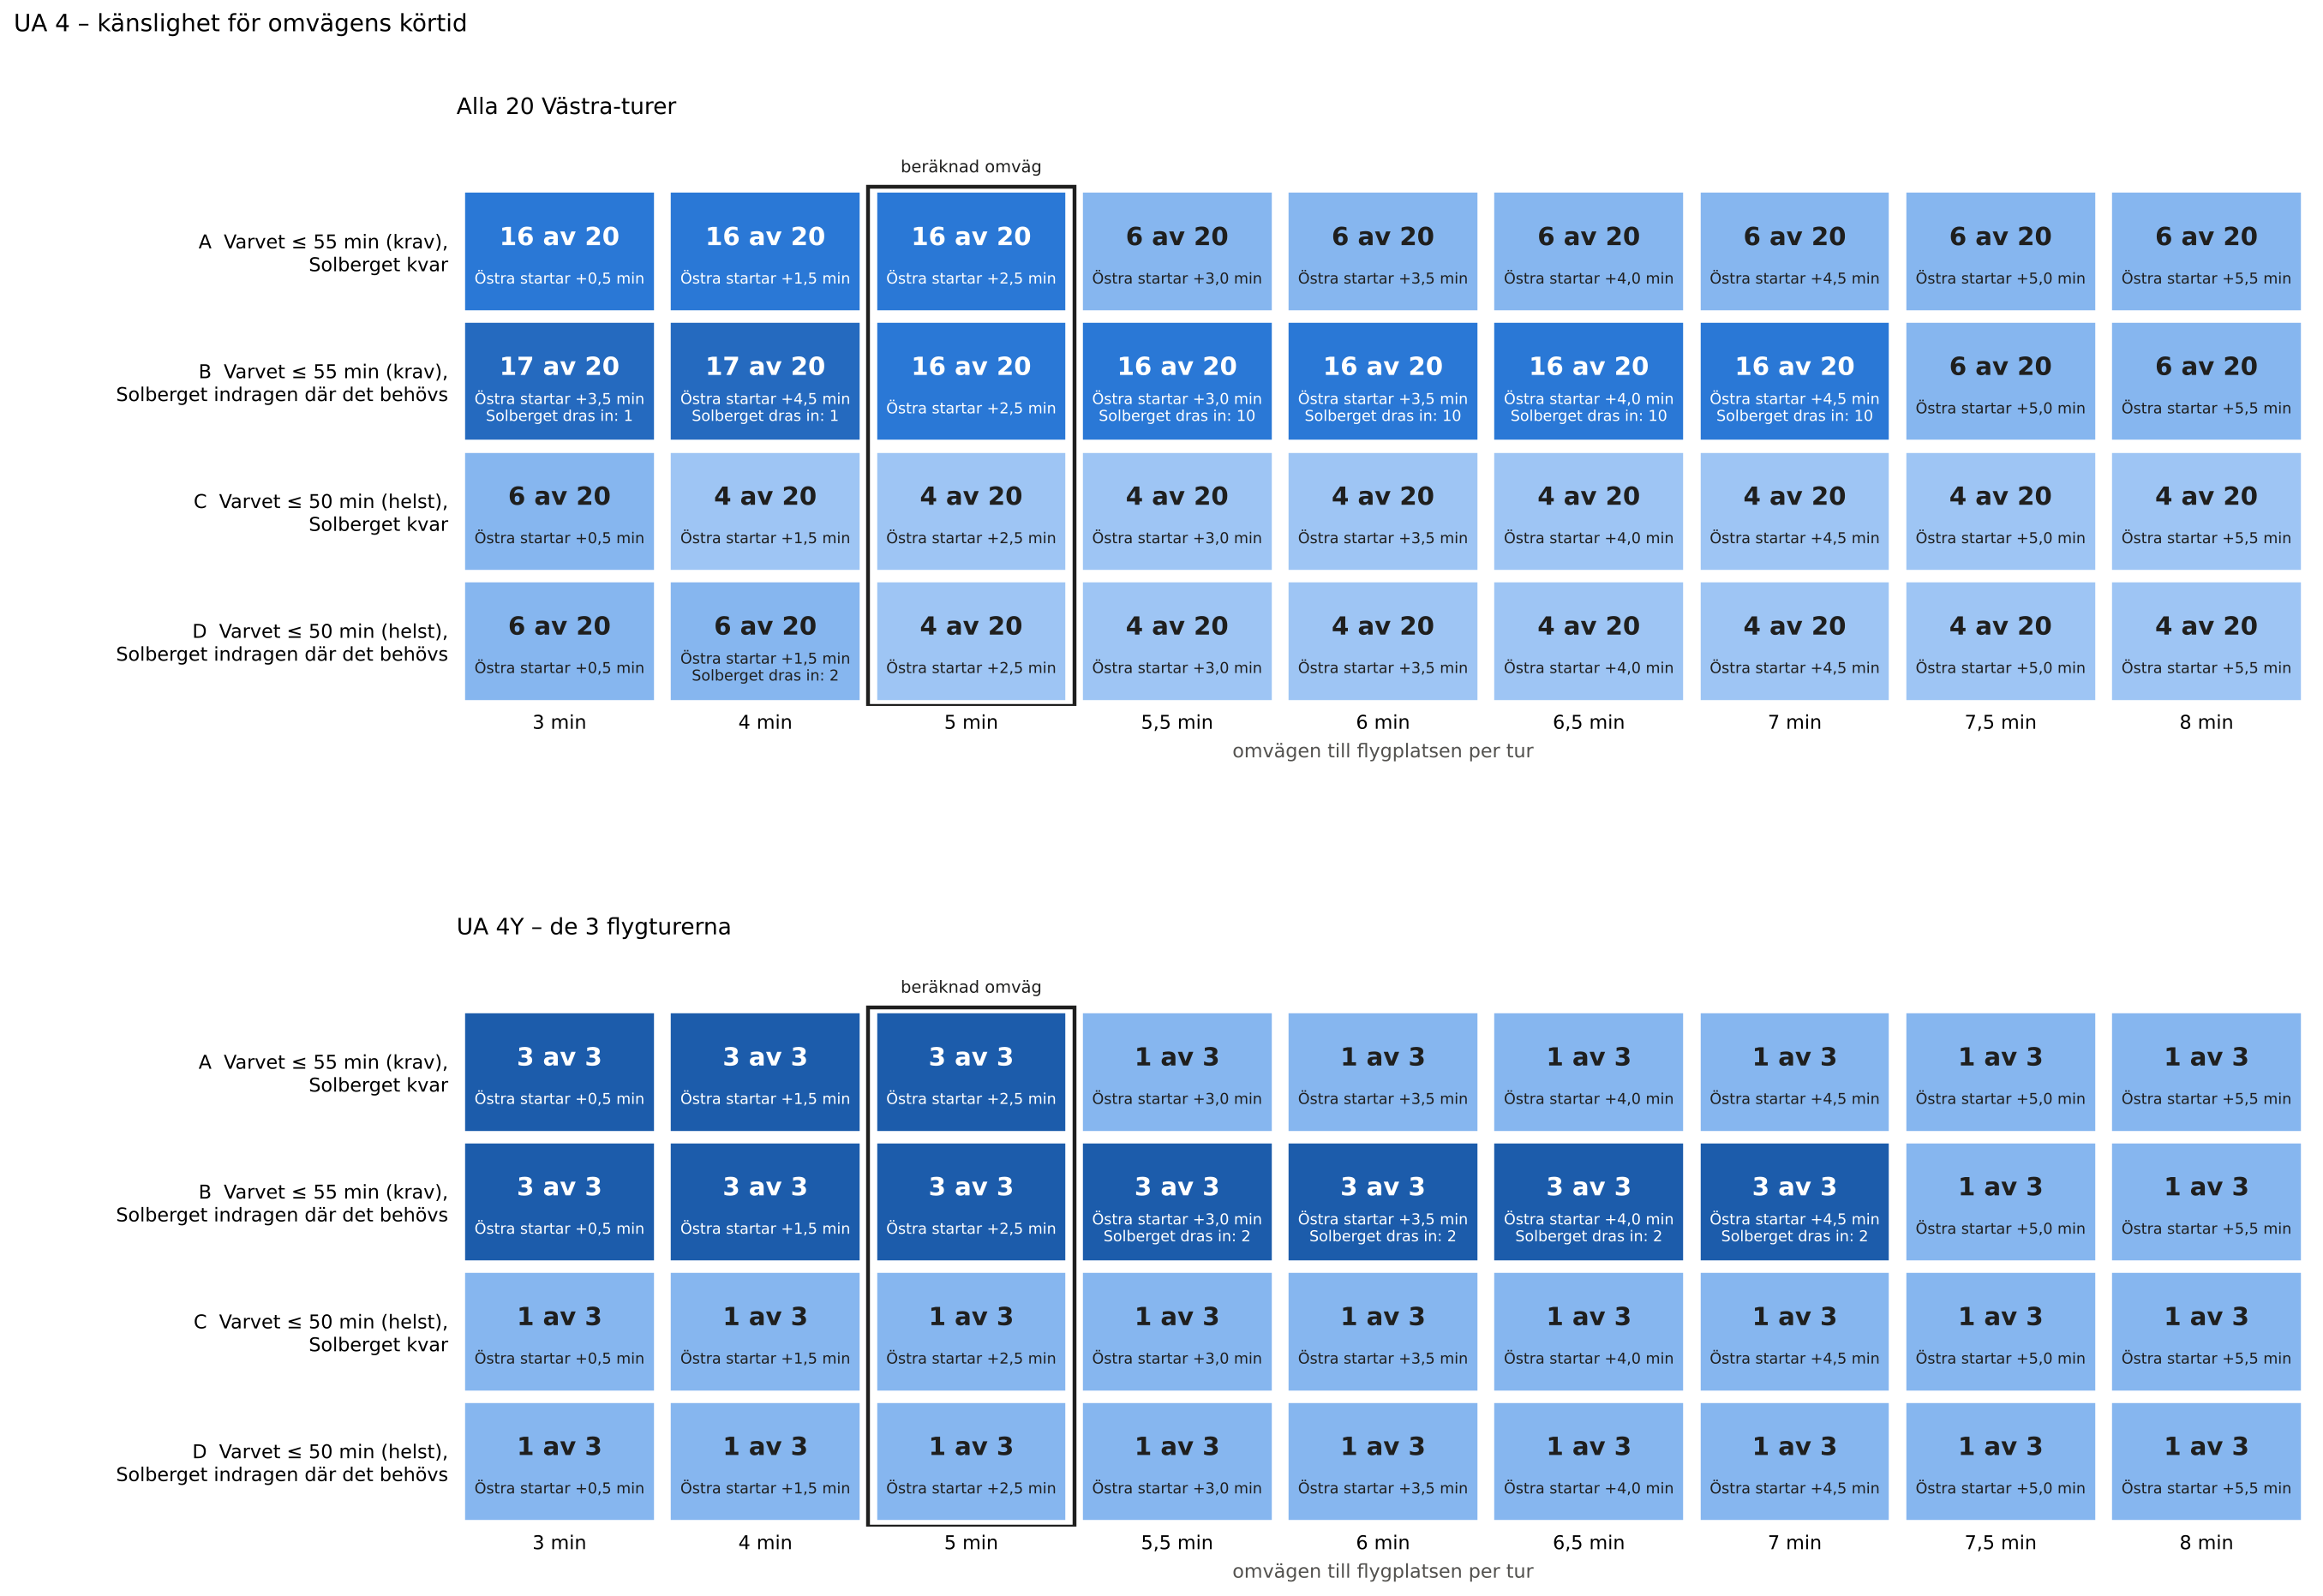 UA 4 – känslighet för omvägens körtid
Alla 20 Västra-turer
beräknad omväg
A  Varvet ≤ 55 min (krav),
Solberget kvar
16 av 20
Östra startar +0,5 min
16 av 20
Östra startar +1,5 min
16 av 20
Östra startar +2,5 min
6 av 20
Östra startar +3,0 min
6 av 20
Östra startar +3,5 min
6 av 20
Östra startar +4,0 min
6 av 20
Östra startar +4,5 min
6 av 20
Östra startar +5,0 min
6 av 20
Östra startar +5,5 min
B  Varvet ≤ 55 min (krav),
Solberget indragen där det behövs
17 av 20
Östra startar +3,5 min
Solberget dras in: 1
17 av 20
Östra startar +4,5 min
Solberget dras in: 1
16 av 20
Östra startar +2,5 min
16 av 20
Östra startar +3,0 min
Solberget dras in: 10
16 av 20
Östra startar +3,5 min
Solberget dras in: 10
16 av 20
Östra startar +4,0 min
Solberget dras in: 10
16 av 20
Östra startar +4,5 min
Solberget dras in: 10
6 av 20
Östra startar +5,0 min
6 av 20
Östra startar +5,5 min
C  Varvet ≤ 50 min (helst),
Solberget kvar
6 av 20
Östra startar +0,5 min
4 av 20
Östra startar +1,5 min
4 av 20
Östra startar +2,5 min
4 av 20
Östra startar +3,0 min
4 av 20
Östra startar +3,5 min
4 av 20
Östra startar +4,0 min
4 av 20
Östra startar +4,5 min
4 av 20
Östra startar +5,0 min
4 av 20
Östra startar +5,5 min
D  Varvet ≤ 50 min (helst),
Solberget indragen där det behövs
6 av 20
Östra startar +0,5 min
6 av 20
Östra startar +1,5 min
Solberget dras in: 2
4 av 20
Östra startar +2,5 min
4 av 20
Östra startar +3,0 min
4 av 20
Östra startar +3,5 min
4 av 20
Östra startar +4,0 min
4 av 20
Östra startar +4,5 min
4 av 20
Östra startar +5,0 min
4 av 20
Östra startar +5,5 min
3 min
4 min
5 min
5,5 min
6 min
6,5 min
7 min
7,5 min
8 min
omvägen till flygplatsen per tur
UA 4Y – de 3 flygturerna
beräknad omväg
A  Varvet ≤ 55 min (krav),
Solberget kvar
3 av 3
Östra startar +0,5 min
3 av 3
Östra startar +1,5 min
3 av 3
Östra startar +2,5 min
1 av 3
Östra startar +3,0 min
1 av 3
Östra startar +3,5 min
1 av 3
Östra startar +4,0 min
1 av 3
Östra startar +4,5 min
1 av 3
Östra startar +5,0 min
1 av 3
Östra startar +5,5 min
B  Varvet ≤ 55 min (krav),
Solberget indragen där det behövs
3 av 3
Östra startar +0,5 min
3 av 3
Östra startar +1,5 min
3 av 3
Östra startar +2,5 min
3 av 3
Östra startar +3,0 min
Solberget dras in: 2
3 av 3
Östra startar +3,5 min
Solberget dras in: 2
3 av 3
Östra startar +4,0 min
Solberget dras in: 2
3 av 3
Östra startar +4,5 min
Solberget dras in: 2
1 av 3
Östra startar +5,0 min
1 av 3
Östra startar +5,5 min
C  Varvet ≤ 50 min (helst),
Solberget kvar
1 av 3
Östra startar +0,5 min
1 av 3
Östra startar +1,5 min
1 av 3
Östra startar +2,5 min
1 av 3
Östra startar +3,0 min
1 av 3
Östra startar +3,5 min
1 av 3
Östra startar +4,0 min
1 av 3
Östra startar +4,5 min
1 av 3
Östra startar +5,0 min
1 av 3
Östra startar +5,5 min
D  Varvet ≤ 50 min (helst),
Solberget indragen där det behövs
1 av 3
Östra startar +0,5 min
1 av 3
Östra startar +1,5 min
1 av 3
Östra startar +2,5 min
1 av 3
Östra startar +3,0 min
1 av 3
Östra startar +3,5 min
1 av 3
Östra startar +4,0 min
1 av 3
Östra startar +4,5 min
1 av 3
Östra startar +5,0 min
1 av 3
Östra startar +5,5 min
3 min
4 min
5 min
5,5 min
6 min
6,5 min
7 min
7,5 min
8 min
omvägen till flygplatsen per tur